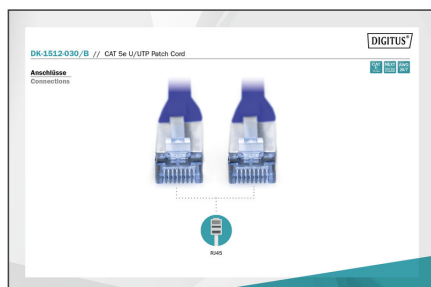 DIGITUS®
DK-1512-030/B // CAT 5e U/UTP Patch Cord
Anschlüsse
Connections
RJ45